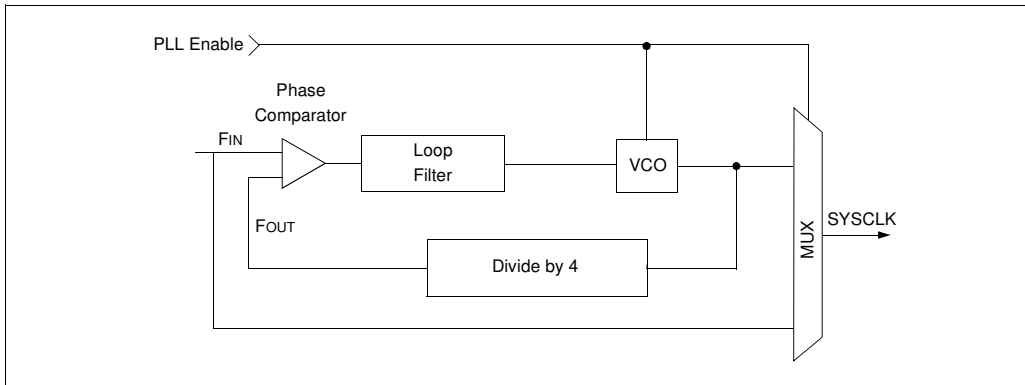 PLL Enable
Phase
Comparator
FIN
Loop
Filter
VCO
FOUT
Divide by 4
MUX
SYSCLK